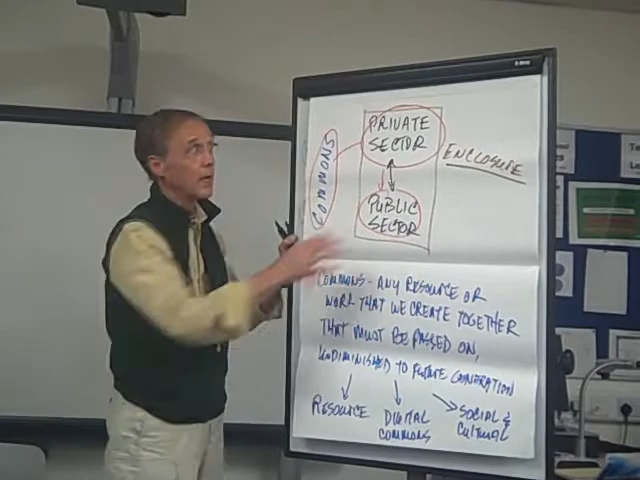 PRIVATE
SECTOR
COMMONS
ENCLOSURE
PUBLIC
SECTOR
COMMONS - ANY RESOURCE OR
WORK THAT WE CREATE TOGETHER
THAT MUST BE PASSED ON,
UNDIMINISHED TO FUTURE GENERATION
RESOURCE
DIGITAL
COMMONS
SOCIAL &
CULTURAL